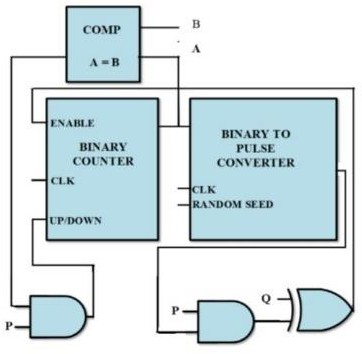 COMP
B
A
A = B
ENABLE
BINARY
COUNTER
CLK
UP/DOWN
BINARY TO
PULSE
CONVERTER
CLK
RANDOM SEED
P
P
Q